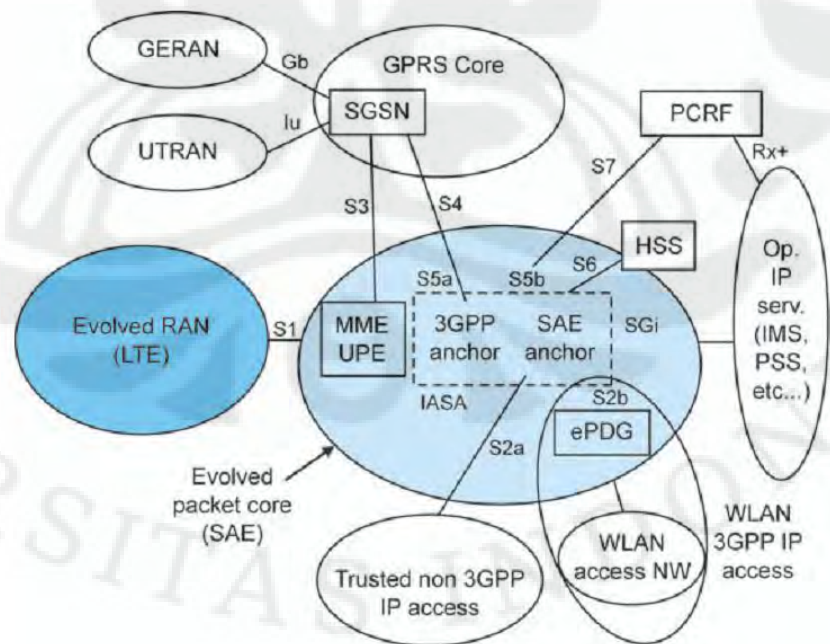 GERAN
Gb
GPRS Core
SGSN
PCRF
Iu
UTRAN
Rx+
S7
S3
S4
HSS
Op.
IP
serv.
(IMS,
PSS,
etc...)
S6
S5a
S5b
Evolved RAN
(LTE)
S1
MME
UPE
3GPP
anchor
SAE
anchor
SGi
IASA
S2b
ePDG
S2a
Evolved
packet core
(SAE)
WLAN
3GPP IP
access
WLAN
access NW
Trusted non 3GPP
IP access